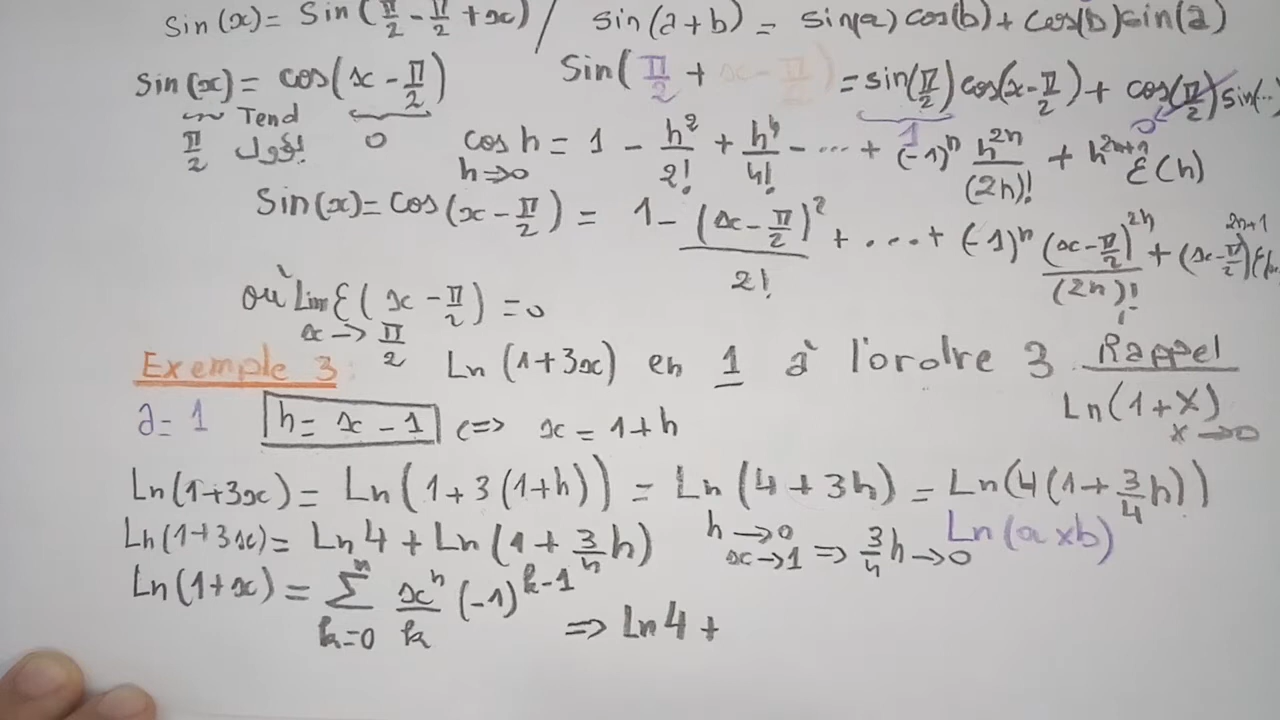 Sin(x) = Sin(π/2 - π/2 + x) / sin(a+b) = sin(a) cos(b) + cos(b) sin(a)
Sin(x) = cos(x - π/2) Sin(π/2 + x - π/2) = sin(π/2) cos(x - π/2) + cos(π/2) sin(...
Tend 0 1 0
π/2 يؤول
cos h = 1 - h²/2! + h⁴/4! - ... + (-1)ⁿ h²ⁿ/(2n)! + h²ⁿ⁺¹ ε(h)
h→0
Sin(x) = cos(x - π/2) = 1 - (x - π/2)²/2! + .... + (-1)ⁿ (x - π/2)²ⁿ/(2n)! + (x - π/2)²ⁿ⁺¹ ε(
où Lim ε(x - π/2) = 0
x → π/2
Exemple 3: Ln(1+3x) en 1 à l'ordre 3 Rappel
Ln(1+X)
X→0
a = 1 h = x - 1 <=> x = 1+h
Ln(1+3x) = Ln(1+3(1+h)) = Ln(4+3h) = Ln(4(1+3/4 h))
Ln(1+3x) = Ln4 + Ln(1+3/4 h) h→0 Ln(a×b)
x→1 => 3/4 h→0
Ln(1+x) = Σ_{k=0}^{n} xⁿ/k (-1)^{k-1} => Ln4 +